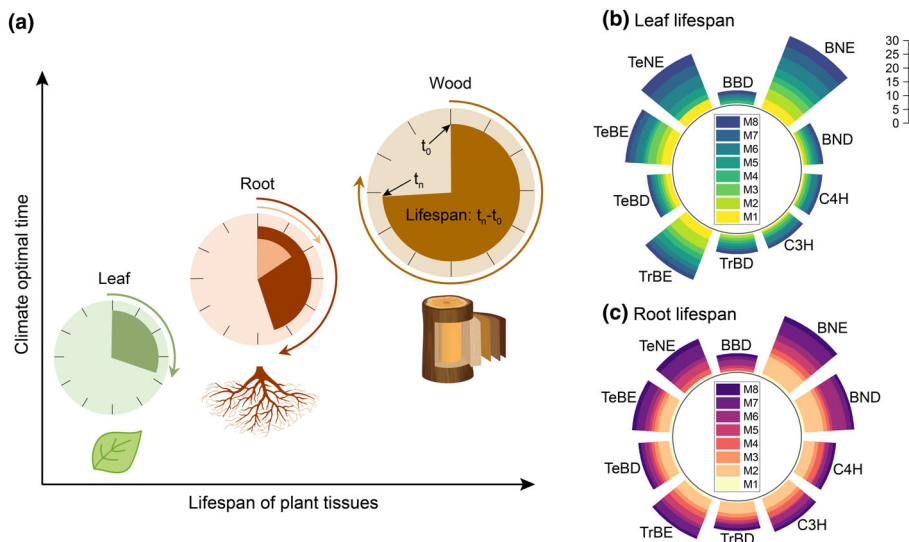 (a)
Climate optimal time
Lifespan of plant tissues
Leaf
Root
Wood
t0
tn
Lifespan: tn-t0
(b) Leaf lifespan
BBD
BNE
BND
C4H
C3H
TrBD
TrBE
TeBD
TeBE
TeNE
M8
M7
M6
M5
M4
M3
M2
M1
30
25
20
15
10
5
0
(c) Root lifespan
BBD
BNE
BND
C4H
C3H
TrBD
TrBE
TeBD
TeBE
TeNE
M8
M7
M6
M5
M4
M3
M2
M1